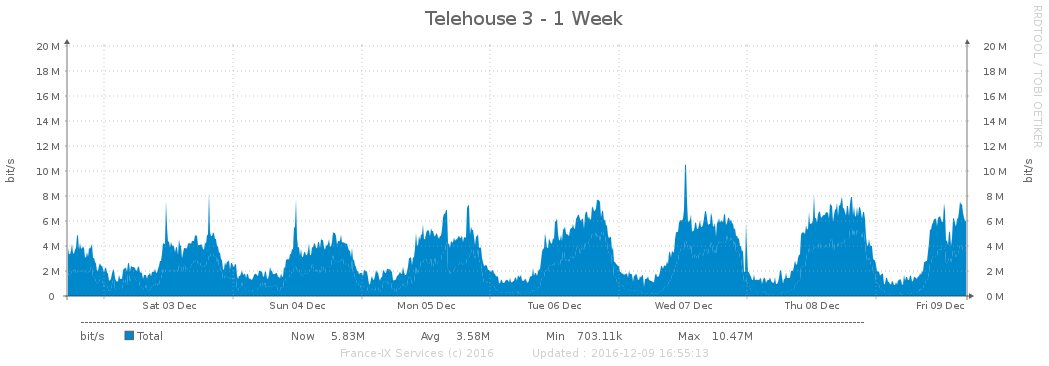 Telehouse 3 - 1 Week
RRDTOOL / TOBI OETIKER
bit/s
bit/s
20 M 20 M
18 M 18 M
16 M 16 M
14 M 14 M
12 M 12 M
10 M 10 M
8 M 8 M
6 M 6 M
4 M 4 M
2 M 2 M
0 0 M
Sat 03 Dec Sun 04 Dec Mon 05 Dec Tue 06 Dec Wed 07 Dec Thu 08 Dec Fri 09 Dec
bit/s Total Now 5.83M Avg 3.58M Min 703.11k Max 10.47M
France-IX Services (c) 2016 Updated : 2016-12-09 16:55:13